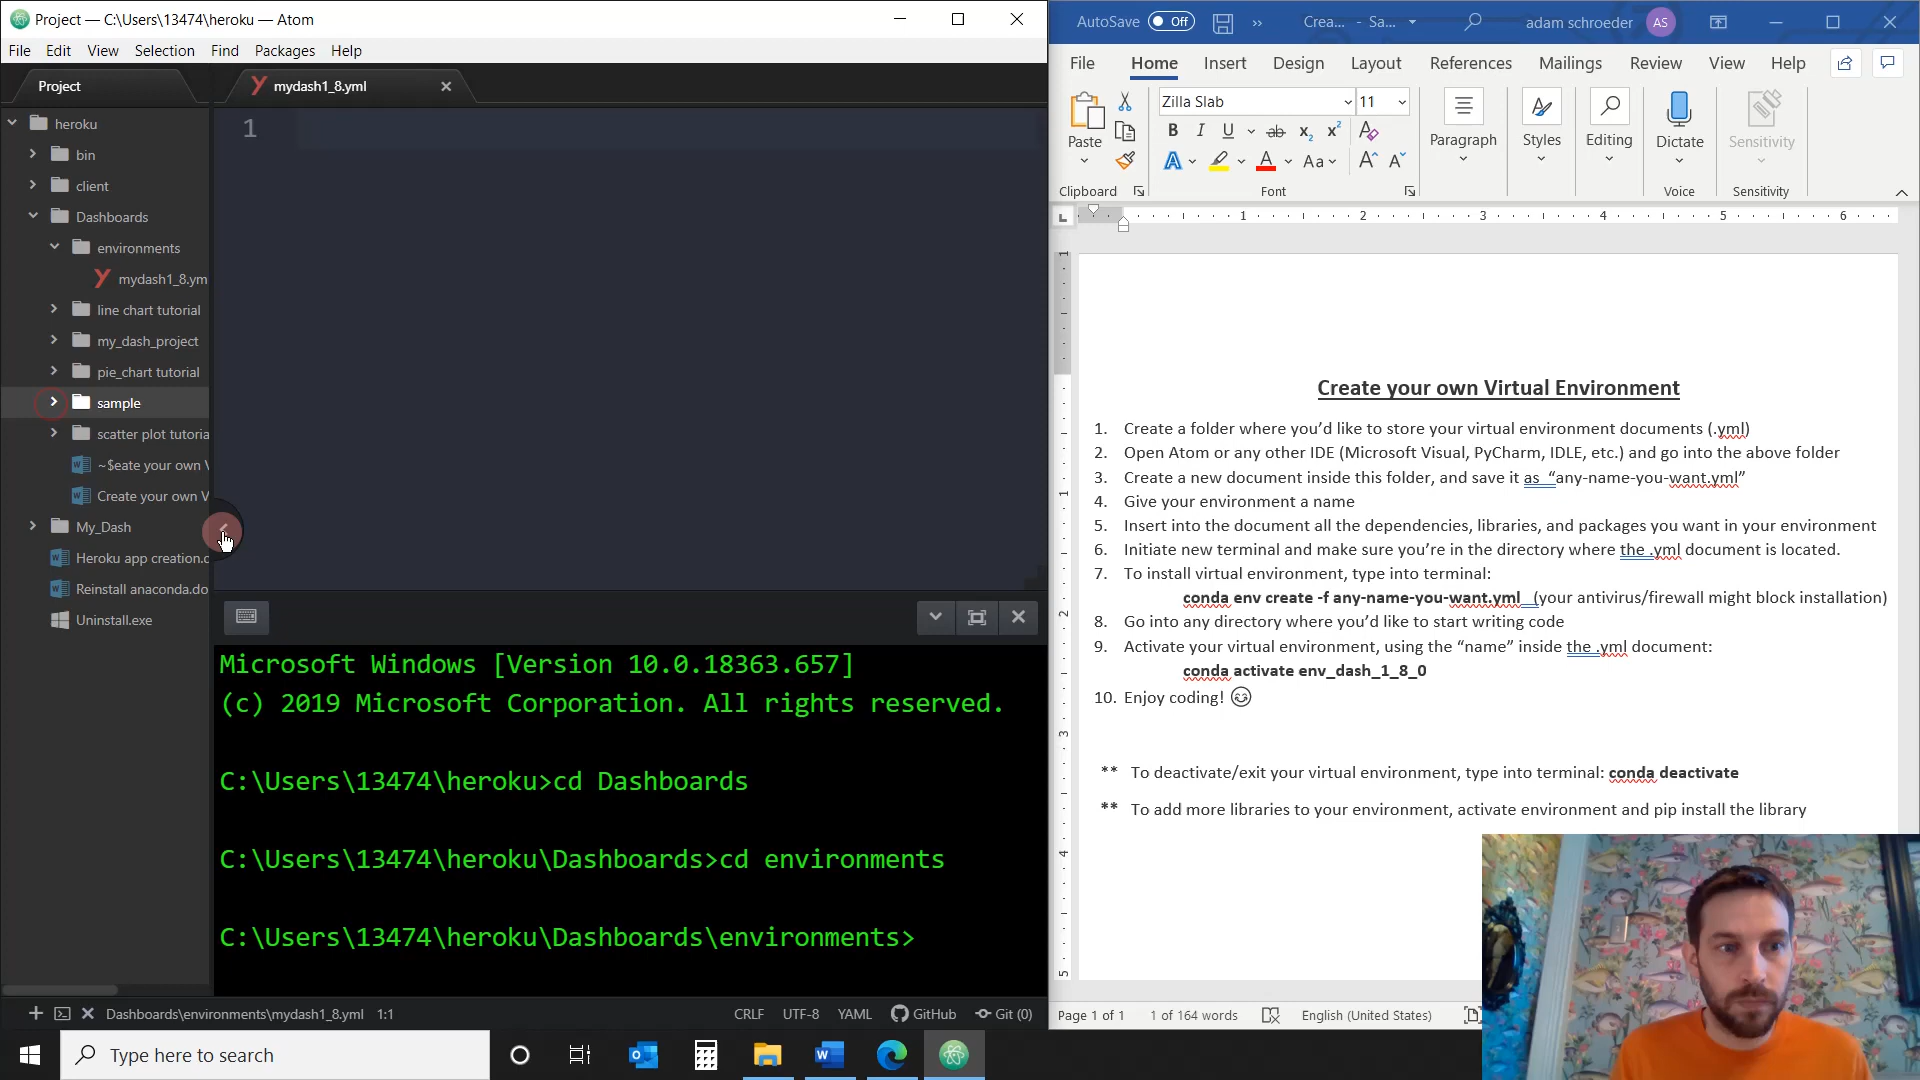 Project — C:\Users\13474\heroku — Atom
File Edit View Selection Find Packages Help
Project
mydash1_8.yml
heroku
bin
client
Dashboards
environments
mydash1_8.ym
line chart tutorial
my_dash_project
pie_chart tutorial
sample
scatter plot tutoria
~$eate your own V
Create your own V
My_Dash
Heroku app creation.c
Reinstall anaconda.do
Uninstall.exe
1
Microsoft Windows [Version 10.0.18363.657]
(c) 2019 Microsoft Corporation. All rights reserved.
C:\Users\13474\heroku>cd Dashboards
C:\Users\13474\heroku\Dashboards>cd environments
C:\Users\13474\heroku\Dashboards\environments>
Dashboards\environments\mydash1_8.yml 1:1
CRLF UTF-8 YAML GitHub Git (0)
Type here to search
AutoSave Off Crea... - Sa... adam schroeder AS
File Home Insert Design Layout References Mailings Review View Help
Paste
Clipboard
Zilla Slab 11
Font
Paragraph
Styles
Editing
Dictate
Voice
Sensitivity
Sensitivity
1 2 3 4 5 6
1 1 2 3 4 5
Create your own Virtual Environment
1. Create a folder where you’d like to store your virtual environment documents (.yml)
2. Open Atom or any other IDE (Microsoft Visual, PyCharm, IDLE, etc.) and go into the above folder
3. Create a new document inside this folder, and save it as “any-name-you-want.yml”
4. Give your environment a name
5. Insert into the document all the dependencies, libraries, and packages you want in your environment
6. Initiate new terminal and make sure you’re in the directory where the .yml document is located.
7. To install virtual environment, type into terminal:
conda env create -f any-name-you-want.yml (your antivirus/firewall might block installation)
8. Go into any directory where you’d like to start writing code
9. Activate your virtual environment, using the “name” inside the .yml document:
conda activate env_dash_1_8_0
10. Enjoy coding! 😊
** To deactivate/exit your virtual environment, type into terminal: conda deactivate
** To add more libraries to your environment, activate environment and pip install the library
Page 1 of 1 1 of 164 words English (United States)